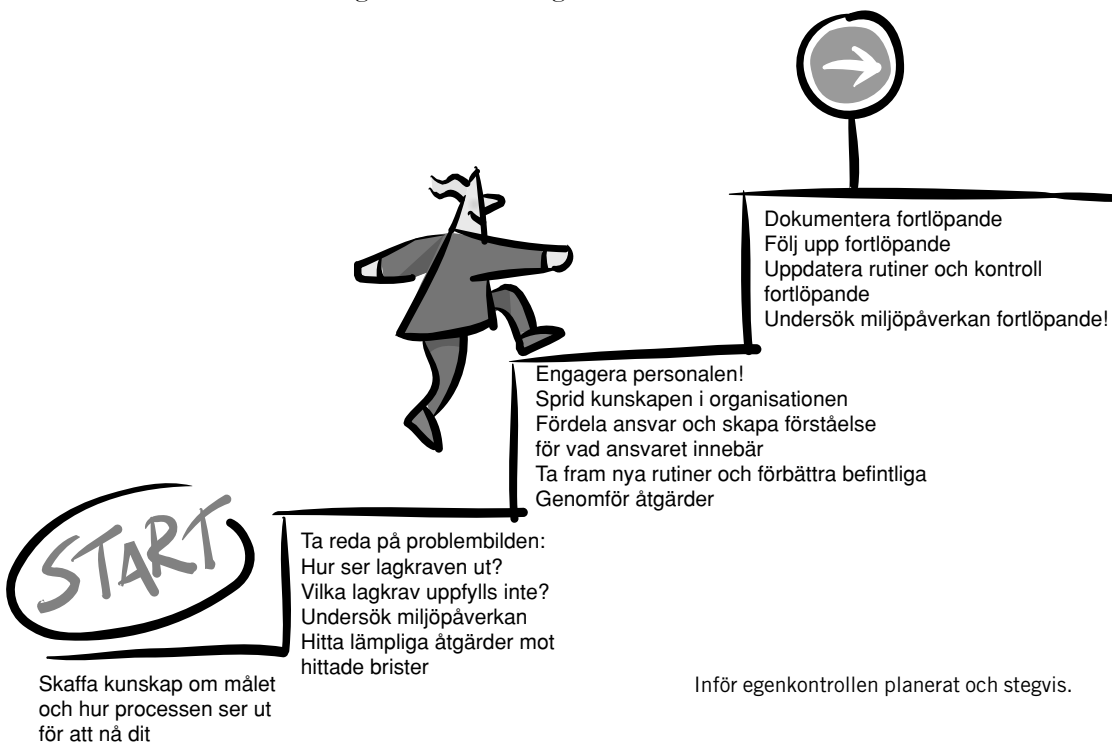 START
Skaffa kunskap om målet
och hur processen ser ut
för att nå dit
Ta reda på problembilden:
Hur ser lagkraven ut?
Vilka lagkrav uppfylls inte?
Undersök miljöpåverkan
Hitta lämpliga åtgärder mot
hittade brister
Engagera personalen!
Sprid kunskapen i organisationen
Fördela ansvar och skapa förståelse
för vad ansvaret innebär
Ta fram nya rutiner och förbättra befintliga
Genomför åtgärder
Dokumentera fortlöpande
Följ upp fortlöpande
Uppdatera rutiner och kontroll
fortlöpande
Undersök miljöpåverkan fortlöpande!
Inför egenkontrollen planerat och stegvis.